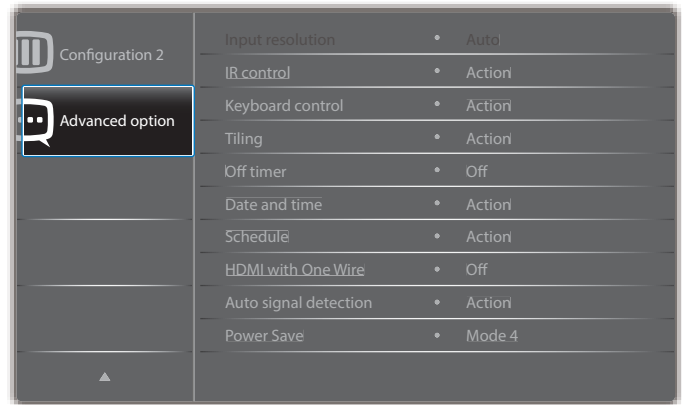 Configuration 2
Advanced option
Input resolution • Auto
IR control • Action
Keyboard control • Action
Tiling • Action
Off timer • Off
Date and time • Action
Schedule • Action
HDMI with One Wire • Off
Auto signal detection • Action
Power Save • Mode 4